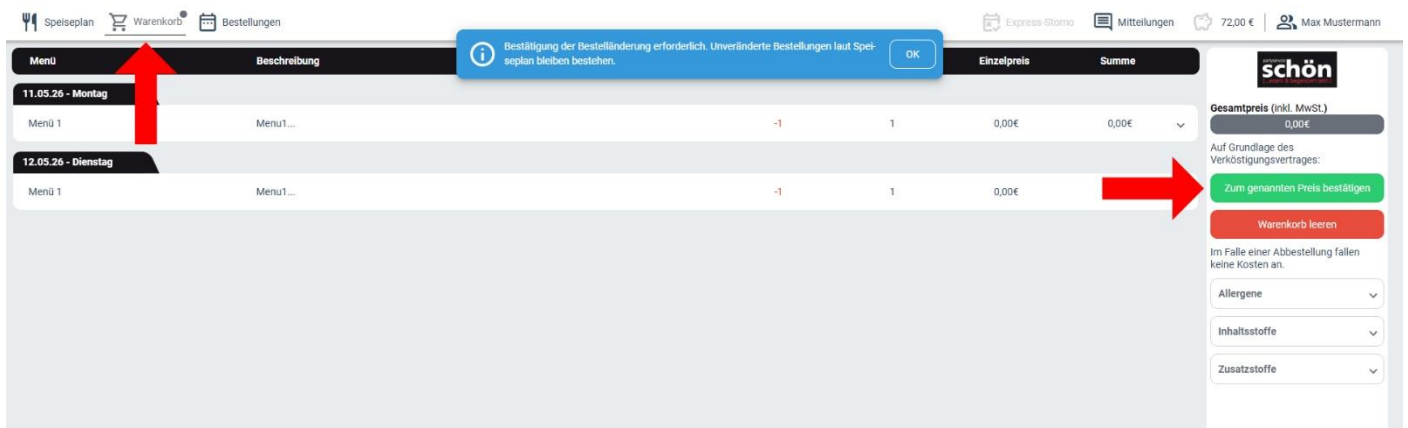 Speiseplan Warenkorb Bestellungen Express-Storno Mitteilungen 72,00 € Max Mustermann
Bestätigung der Bestelländerung erforderlich. Unveränderte Bestellungen laut Spei-
seplan bleiben bestehen.
OK
Menü Beschreibung Einzelpreis Summe
11.05.26 - Montag
Menü 1 Menu1... -1 1 0,00€ 0,00€
12.05.26 - Dienstag
Menü 1 Menu1... -1 1 0,00€
schön
Gesamtpreis (inkl. MwSt.)
0,00€
Auf Grundlage des
Verköstigungsvertrages:
Zum genannten Preis bestätigen
Warenkorb leeren
Im Falle einer Abbestellung fallen
keine Kosten an.
Allergene
Inhaltsstoffe
Zusatzstoffe